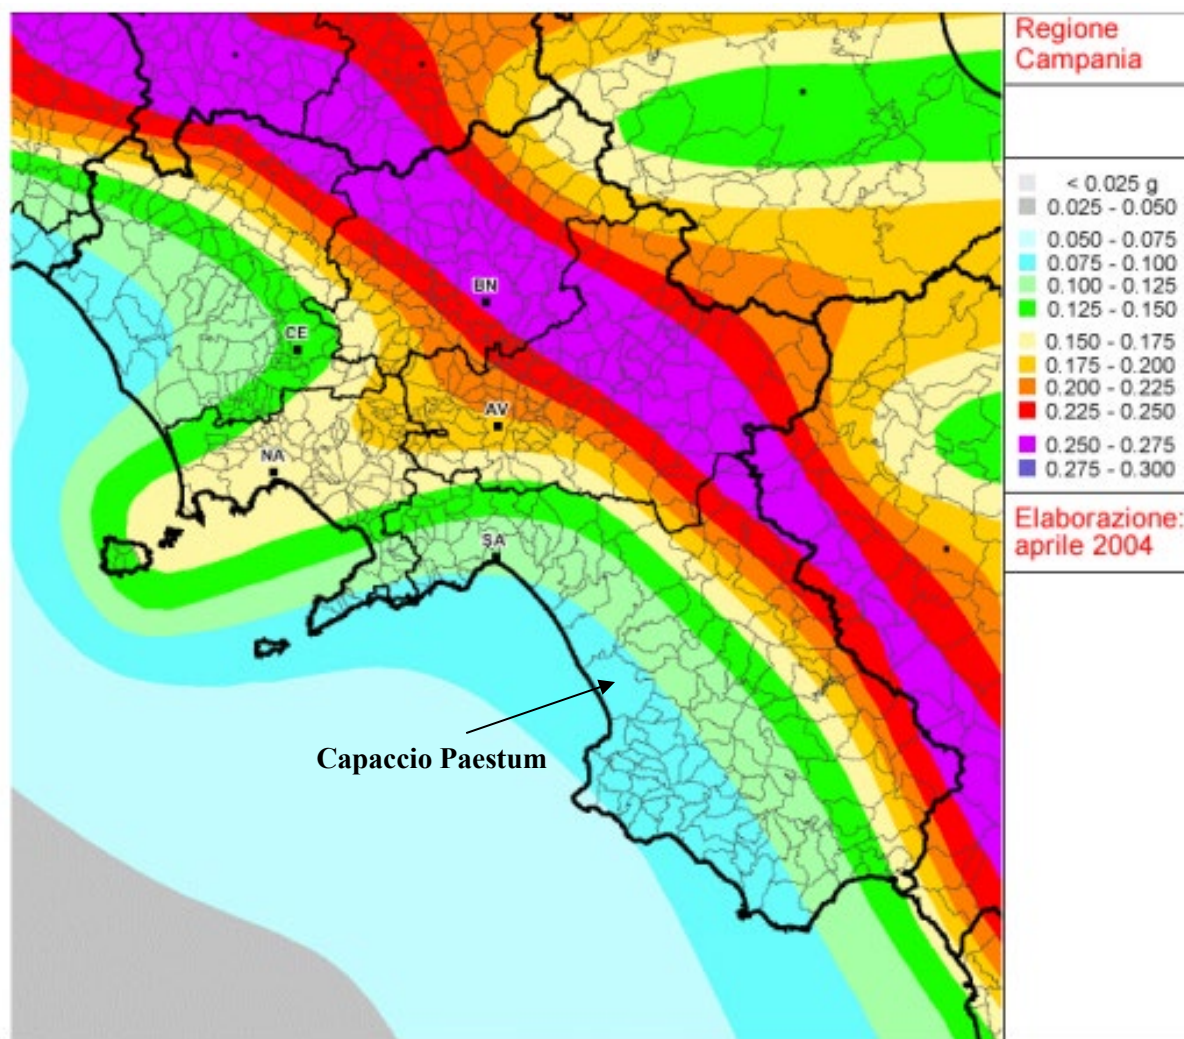 Regione
Campania
< 0.025 g
0.025 - 0.050
0.050 - 0.075
0.075 - 0.100
0.100 - 0.125
0.125 - 0.150
0.150 - 0.175
0.175 - 0.200
0.200 - 0.225
0.225 - 0.250
0.250 - 0.275
0.275 - 0.300
Elaborazione:
aprile 2004
BN
CE
AV
NA
SA
Capaccio Paestum